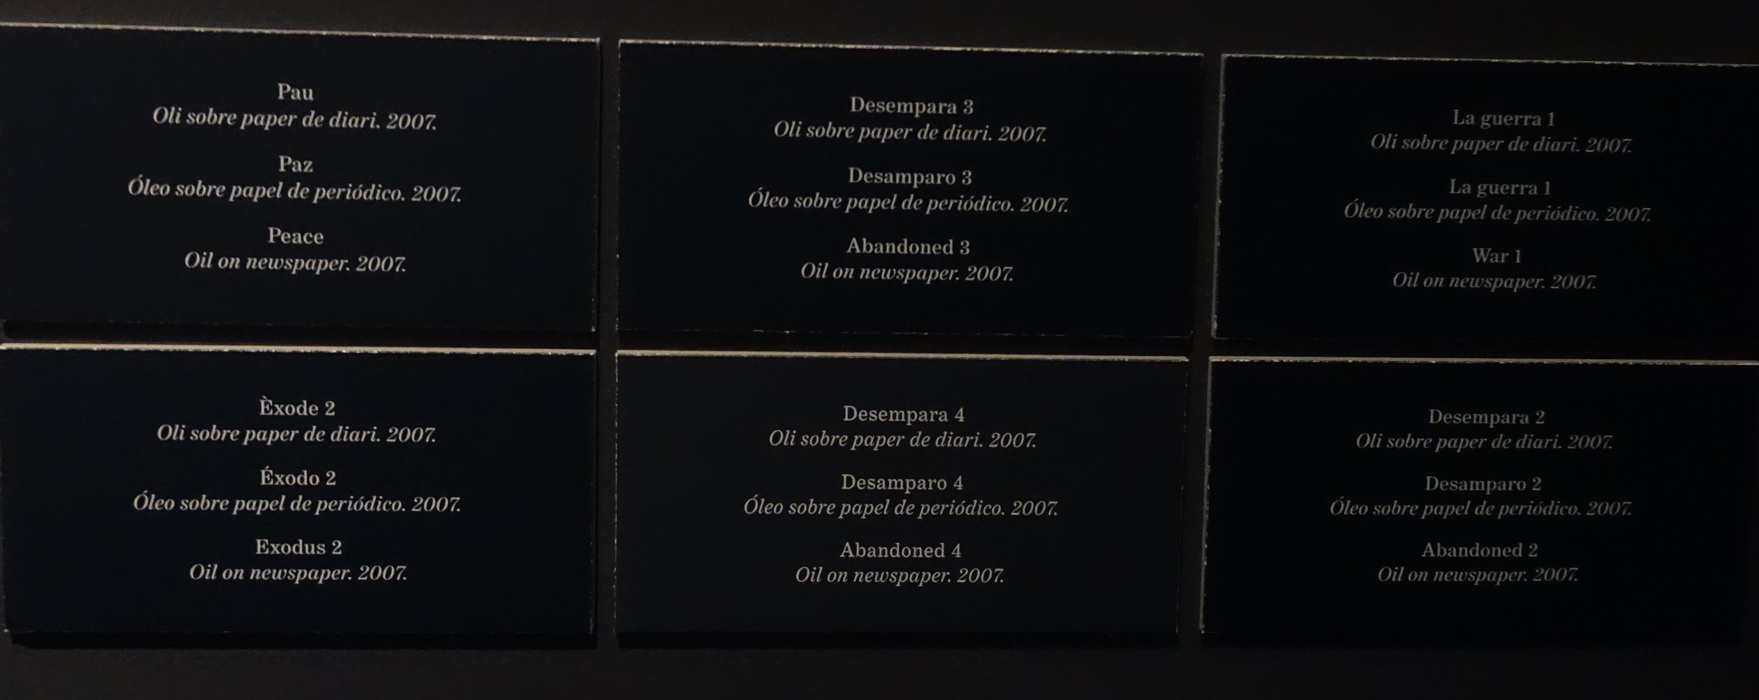 Pau
Oli sobre paper de diari. 2007.
Paz
Óleo sobre papel de periódico. 2007.
Peace
Oil on newspaper. 2007.
Desempara 3
Oli sobre paper de diari. 2007.
Desamparo 3
Óleo sobre papel de periódico. 2007.
Abandoned 3
Oil on newspaper. 2007.
La guerra 1
Oli sobre paper de diari. 2007.
La guerra 1
Óleo sobre papel de periódico. 2007.
War 1
Oil on newspaper. 2007.
Èxode 2
Oli sobre paper de diari. 2007.
Éxodo 2
Óleo sobre papel de periódico. 2007.
Exodus 2
Oil on newspaper. 2007.
Desempara 4
Oli sobre paper de diari. 2007.
Desamparo 4
Óleo sobre papel de periódico. 2007.
Abandoned 4
Oil on newspaper. 2007.
Desempara 2
Oli sobre paper de diari. 2007.
Desamparo 2
Óleo sobre papel de periódico. 2007.
Abandoned 2
Oil on newspaper. 2007.